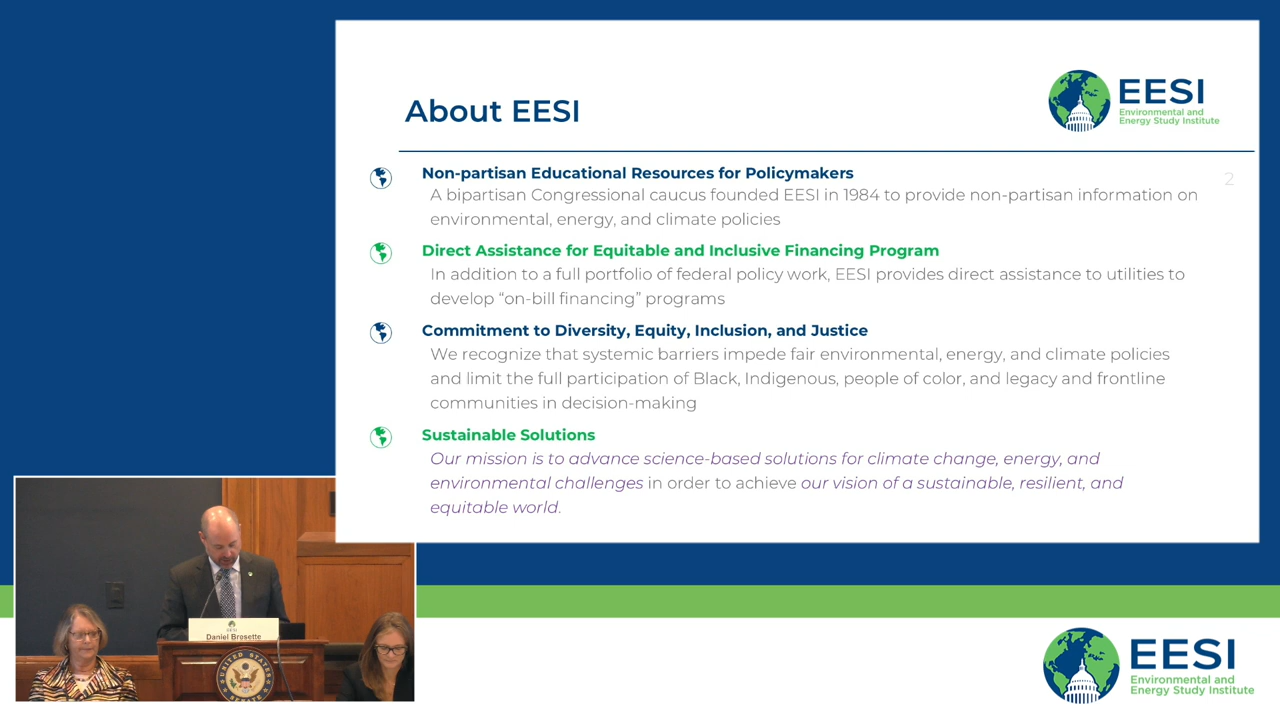 About EESI
EESI
Environmental and
Energy Study Institute
2
Non-partisan Educational Resources for Policymakers
A bipartisan Congressional caucus founded EESI in 1984 to provide non-partisan information on
environmental, energy, and climate policies
Direct Assistance for Equitable and Inclusive Financing Program
In addition to a full portfolio of federal policy work, EESI provides direct assistance to utilities to
develop “on-bill financing” programs
Commitment to Diversity, Equity, Inclusion, and Justice
We recognize that systemic barriers impede fair environmental, energy, and climate policies
and limit the full participation of Black, Indigenous, people of color, and legacy and frontline
communities in decision-making
Sustainable Solutions
Our mission is to advance science-based solutions for climate change, energy, and
environmental challenges in order to achieve our vision of a sustainable, resilient, and
equitable world.
EESI
Daniel Brosette
UNITED STATES
SENATE
EESI
Environmental and
Energy Study Institute